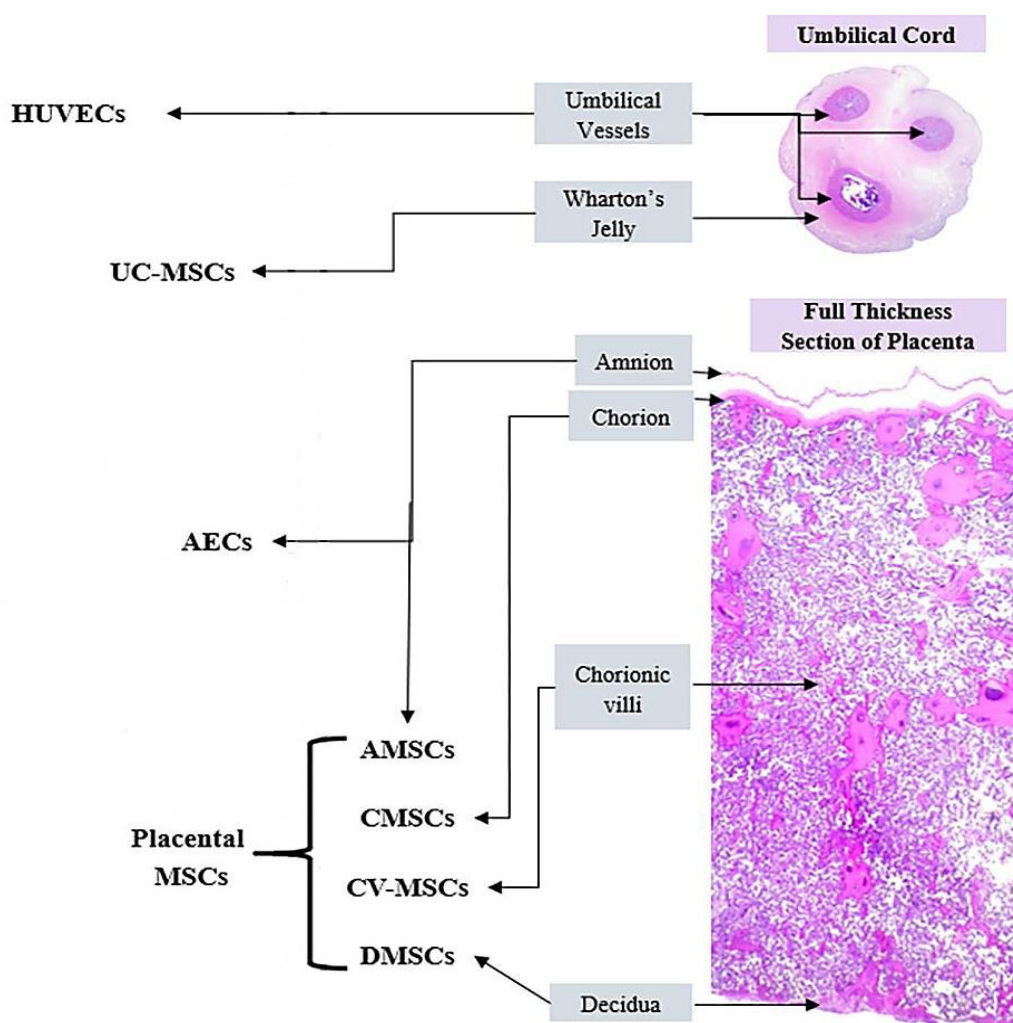 Umbilical Cord
HUVECs
Umbilical
Vessels
Wharton's
Jelly
UC-MSCs
Full Thickness
Section of Placenta
Amnion
Chorion
AECs
Chorionic
villi
AMSCs
CMSCs
Placental
MSCs
CV-MSCs
DMSCs
Decidua